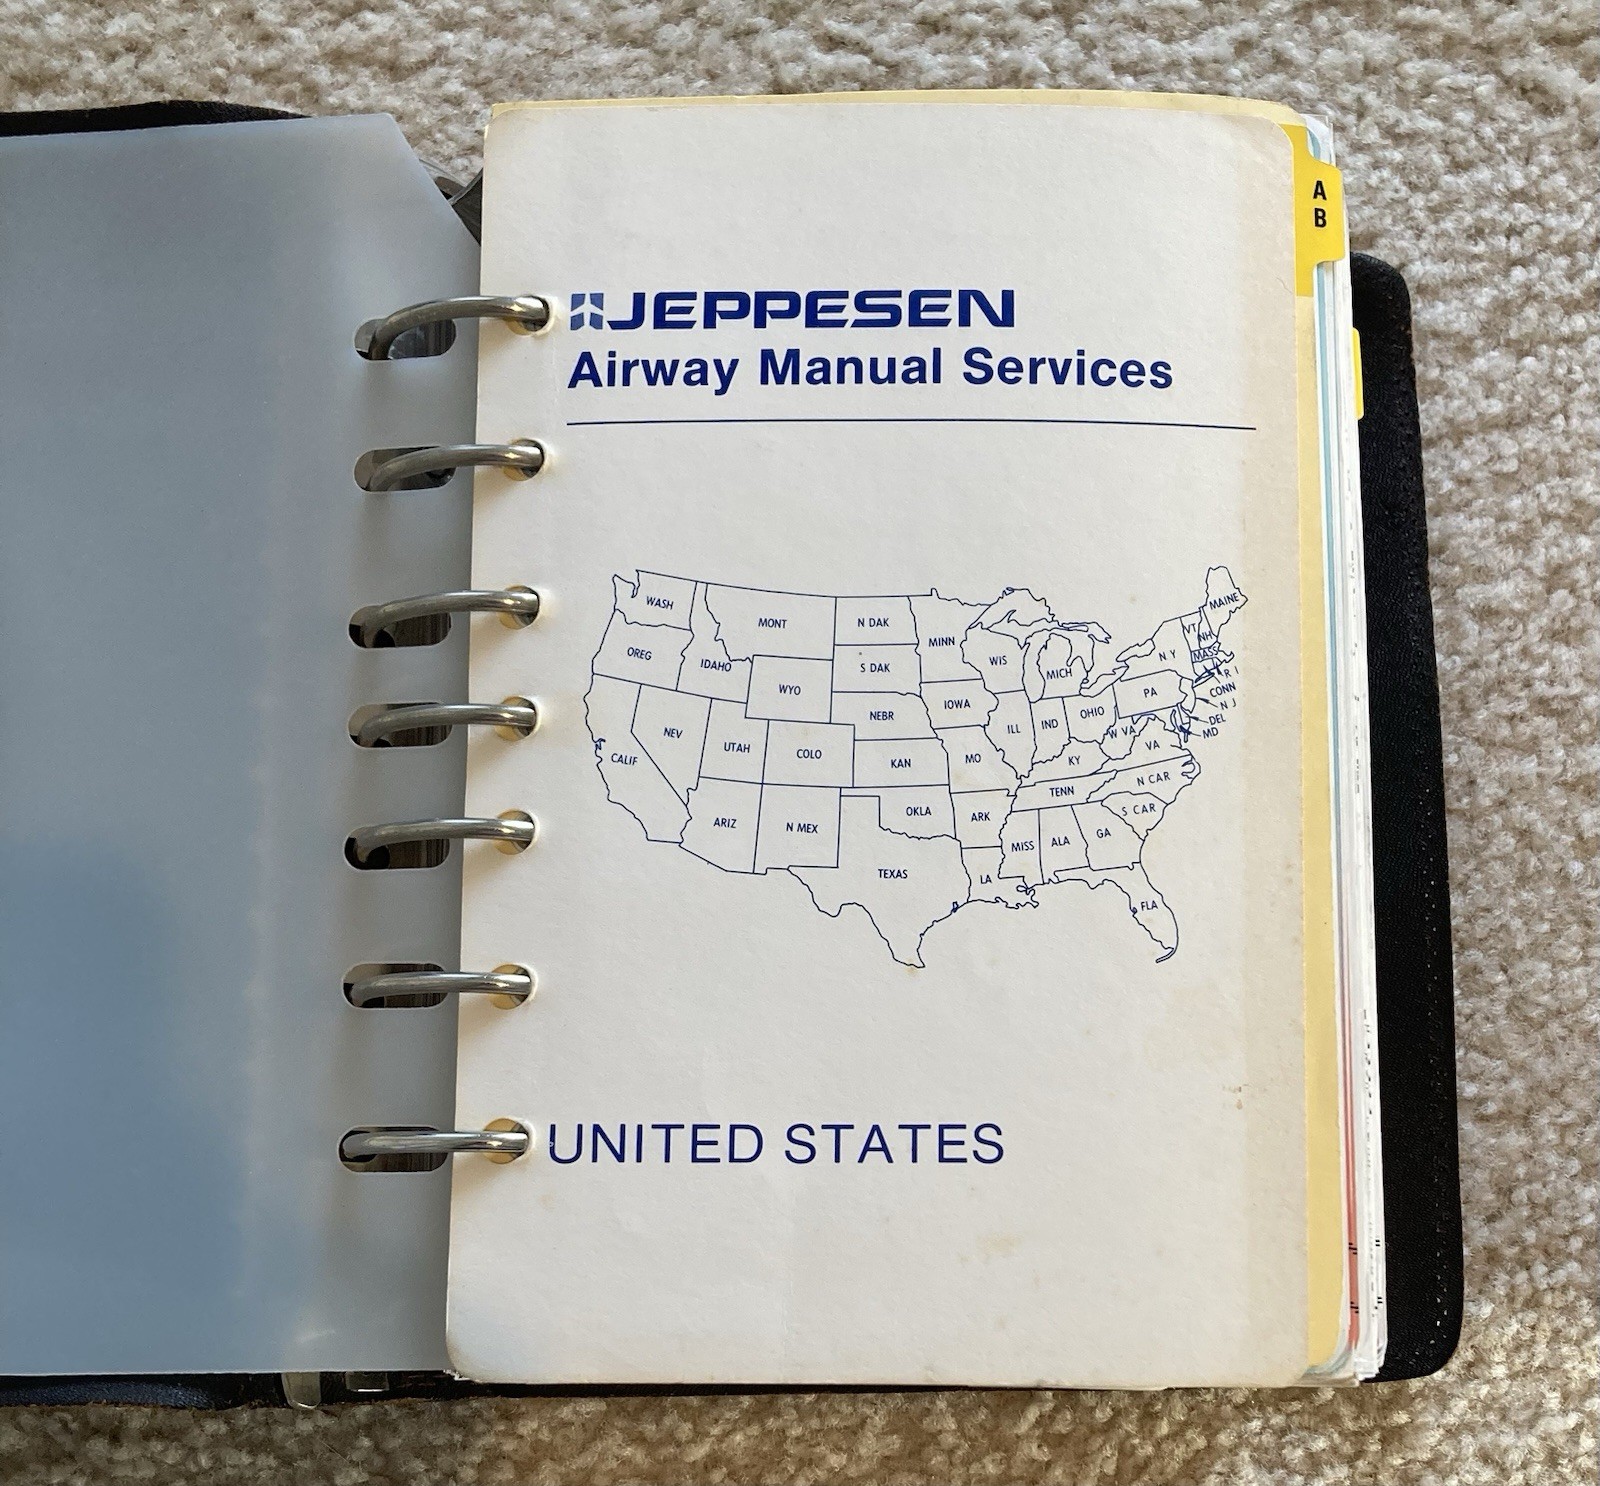 A
B
JEPPESEN
Airway Manual Services
WASH
MONT
N DAK
MINN
OREG
IDAHO
S DAK
WIS
MICH
N Y
VT
NH
MAINE
MASS
R I
CONN
N J
DEL
MD
WYO
NEBR
IOWA
PA
NEV
UTAH
COLO
KAN
MO
ILL
IND
OHIO
W VA
VA
CALIF
KY
TENN
N CAR
ARIZ
N MEX
OKLA
ARK
S CAR
TEXAS
LA
MISS
ALA
GA
FLA
UNITED STATES